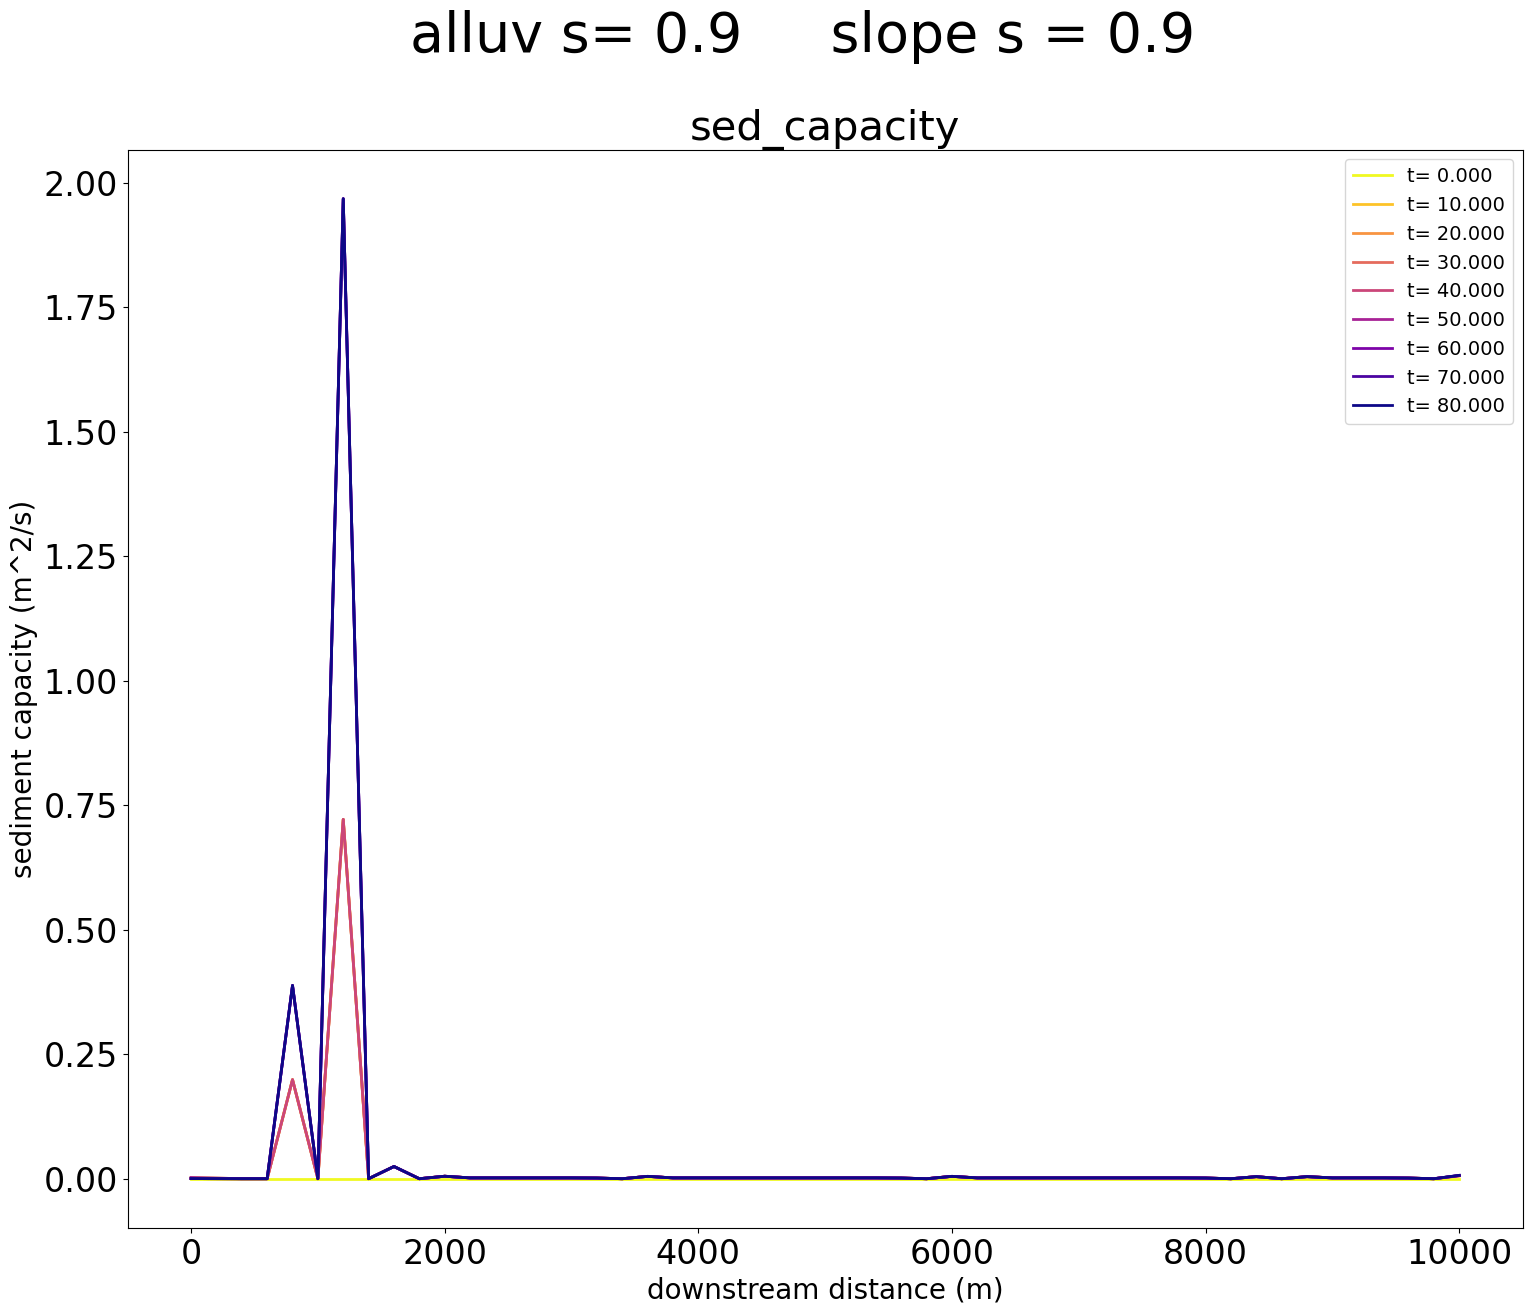 alluv s= 0.9     slope s = 0.9
sed_capacity
t= 0.000
t= 10.000
t= 20.000
t= 30.000
t= 40.000
t= 50.000
t= 60.000
t= 70.000
t= 80.000
sediment capacity (m^2/s)
2.00
1.75
1.50
1.25
1.00
0.75
0.50
0.25
0.00
0 2000 4000 6000 8000 10000
downstream distance (m)